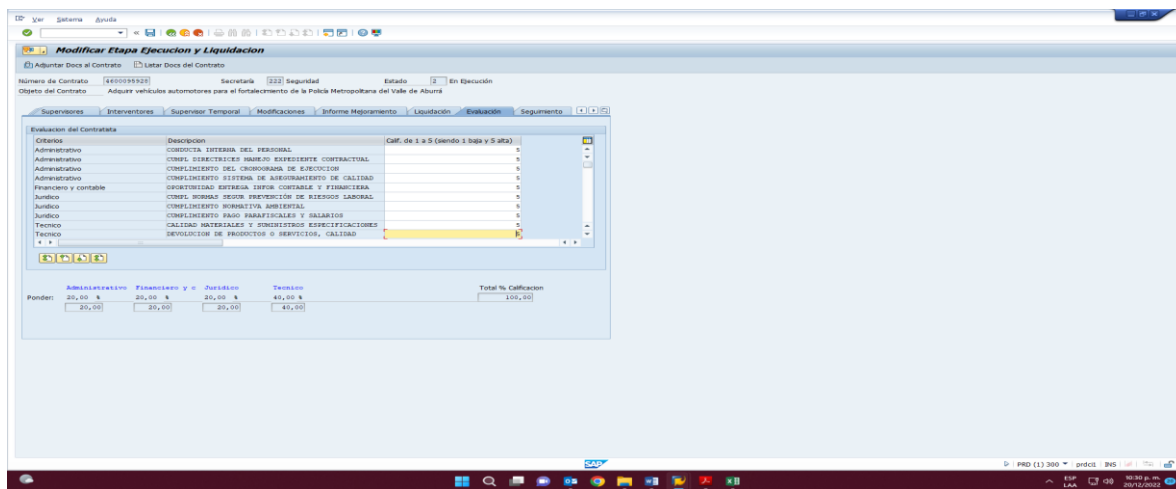 Ver Sistema Ayuda
Modificar Etapa Ejecucion y Liquidacion
Adjuntar Docs al Contrato Listar Docs del Contrato
Número de Contrato 4600095925 Secretaría 222 Seguridad Estado 2 En Ejecución
Objeto del Contrato Adquirir vehículos automotores para el fortalecimiento de la Policía Metropolitana del Valle de Aburrá
Supervisores Interventores Supervisor Temporal Modificaciones Informe Mejoramiento Liquidación Evaluación Seguimiento
Evaluacion del Contratista
Criterios Descripcion Calif. de 1 a 5 (siendo 1 baja y 5 alta)
Administrativo CONDUCTA INTERNA DEL PERSONAL 5
Administrativo CUMPL DIRECTRICES MANEJO EXPEDIENTE CONTRACTUAL 5
Administrativo CUMPLIMIENTO DEL CRONOGRAMA DE EJECUCION 5
Administrativo CUMPLIMIENTO SISTEMA DE ASEGURAMIENTO DE CALIDAD 5
Financiero y contable OPORTUNIDAD ENTREGA INFOR CONTABLE Y FINANCIERA 5
Juridico CUMPL NORMAS SEGUR PREVENCIÓN DE RIESGOS LABORAL 5
Juridico CUMPLIMIENTO NORMATIVA AMBIENTAL 5
Juridico CUMPLIMIENTO PAGO PARAFISCALES Y SALARIOS 5
Tecnico CALIDAD MATERIALES Y SUMINISTROS ESPECIFICACIONES 5
Tecnico DEVOLUCION DE PRODUCTOS O SERVICIOS, CALIDAD 5
Administrativo Financiero y c Juridico Tecnico Total % Calificacion
Ponder: 20,00 % 20,00 % 20,00 % 40,00 % 100,00
20,00 20,00 20,00 40,00
SAP
PRD (1) 300 prdci1 INS
ESP 10:30 p. m.
LAA 20/12/2022